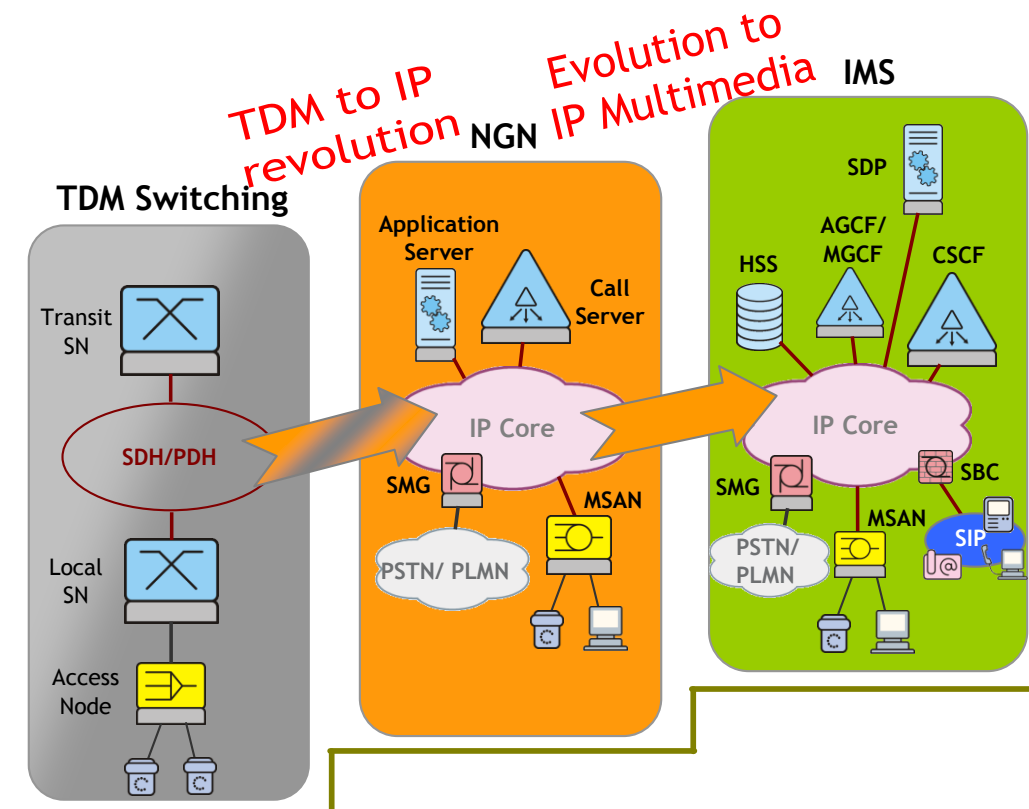 TDM to IP
revolution
Evolution to
IP Multimedia
TDM Switching
Transit
SN
SDH/PDH
Local
SN
Access
Node
C
C
NGN
Application
Server
Call
Server
IP Core
SMG
MSAN
PSTN/ PLMN
C
IMS
SDP
AGCF/
MGCF
HSS
CSCF
IP Core
SMG
SBC
MSAN
SIP
@
PSTN/
PLMN
C